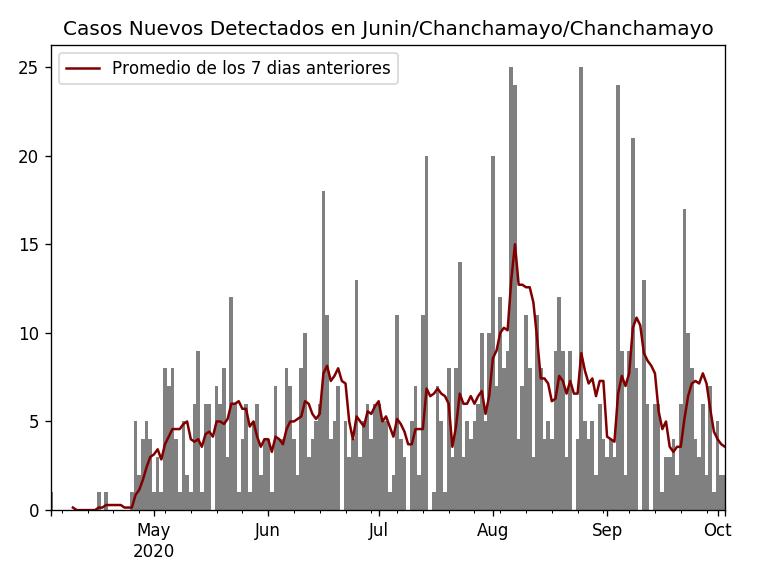 Casos Nuevos Detectados en Junin/Chanchamayo/Chanchamayo
Promedio de los 7 dias anteriores
25
20
15
10
5
0
May Jun Jul Aug Sep Oct
2020